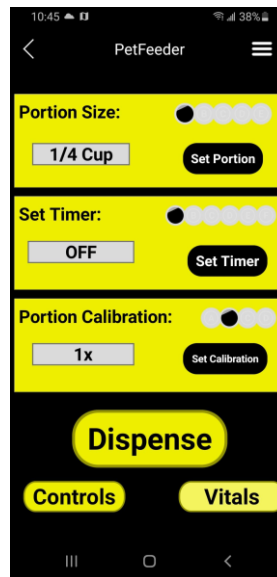 10:45 38%
PetFeeder
Portion Size:
1/4 Cup Set Portion
Set Timer:
OFF Set Timer
Portion Calibration:
1x Set Calibration
Dispense
Controls Vitals